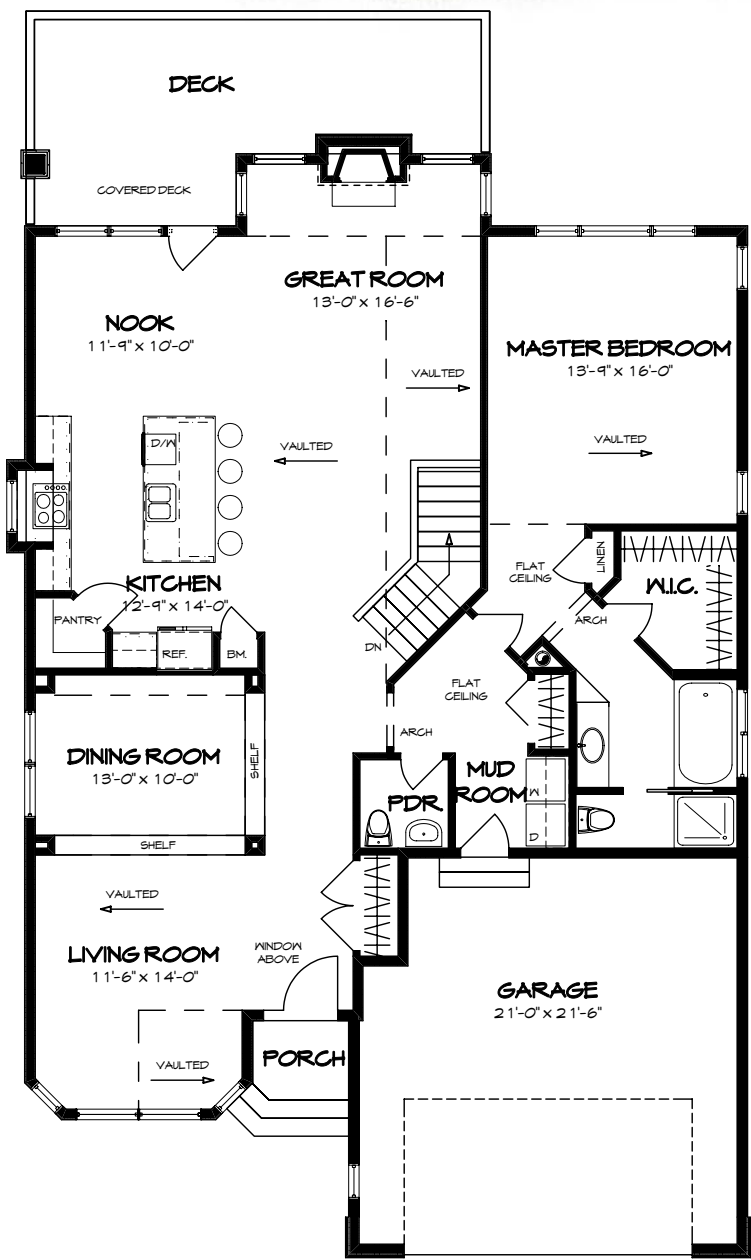 DECK
COVERED DECK
GREAT ROOM
13'-0" x 16'-6"
NOOK
11'-9" x 10'-0"
MASTER BEDROOM
13'-9" x 16'-0"
VAULTED
VAULTED
VAULTED
D/W
FLAT
CEILING
LINEN
W.I.C.
KITCHEN
12'-9" x 14'-0"
PANTRY
REF.
BM.
DN
ARCH
FLAT
CEILING
ARCH
DINING ROOM
13'-0" x 10'-0"
SHELF
SHELF
MUD
ROOM
PDR.
W
D
VAULTED
LIVING ROOM
11'-6" x 14'-0"
WINDOW
ABOVE
GARAGE
21'-0" x 21'-6"
PORCH
VAULTED